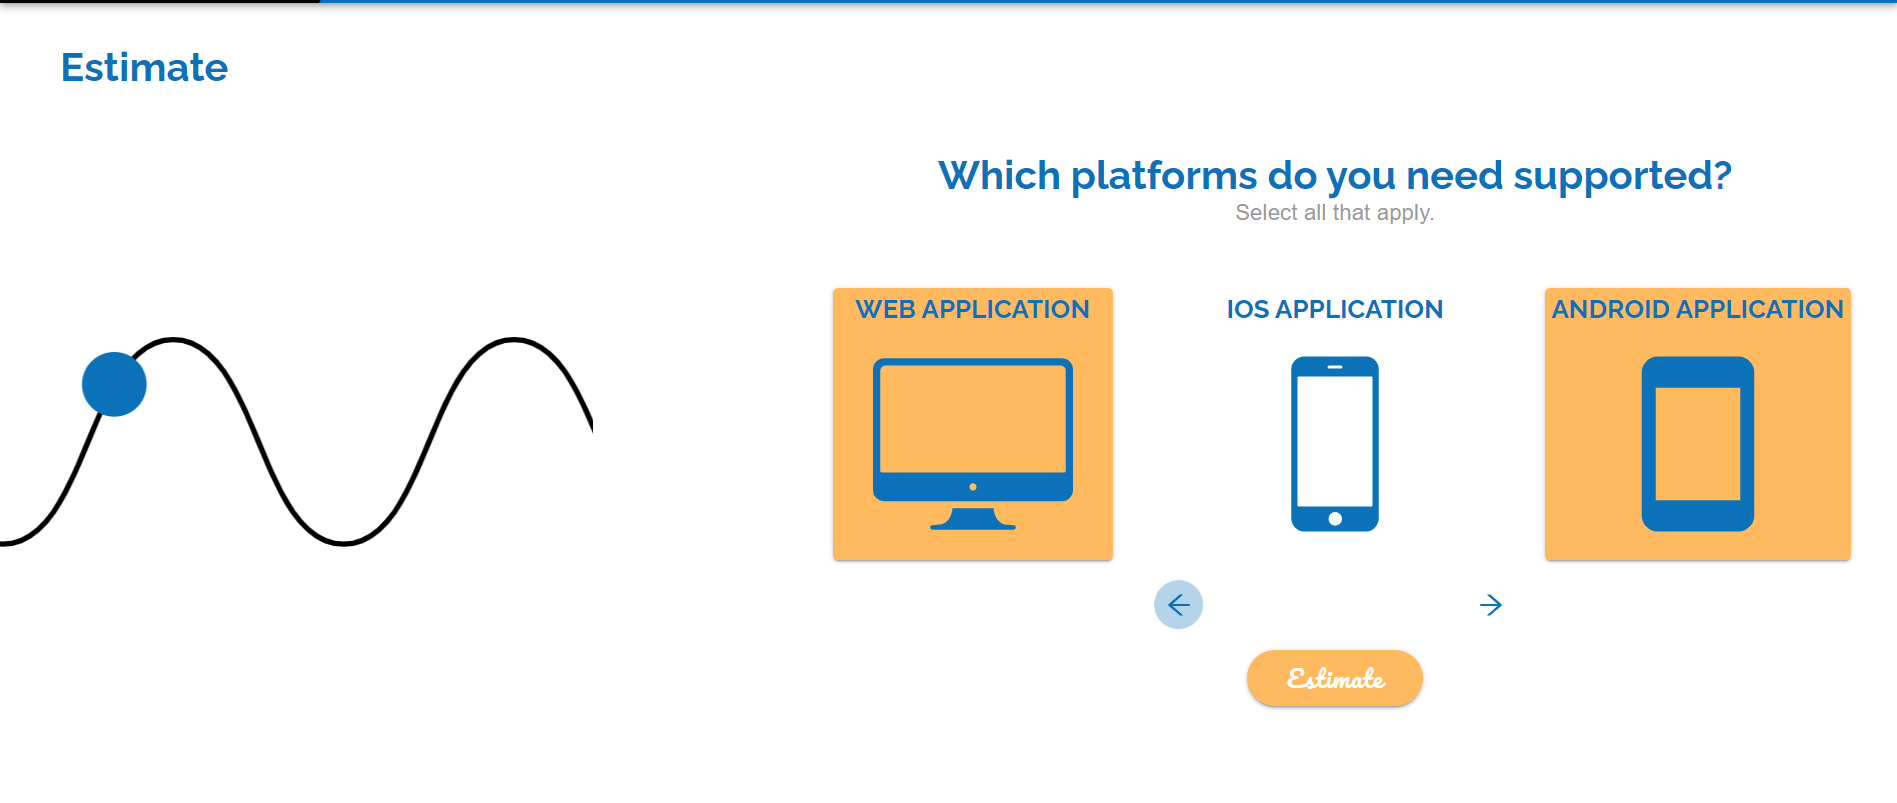 Estimate
Which platforms do you need supported?
Select all that apply.
WEB APPLICATION
IOS APPLICATION
ANDROID APPLICATION
Estimate